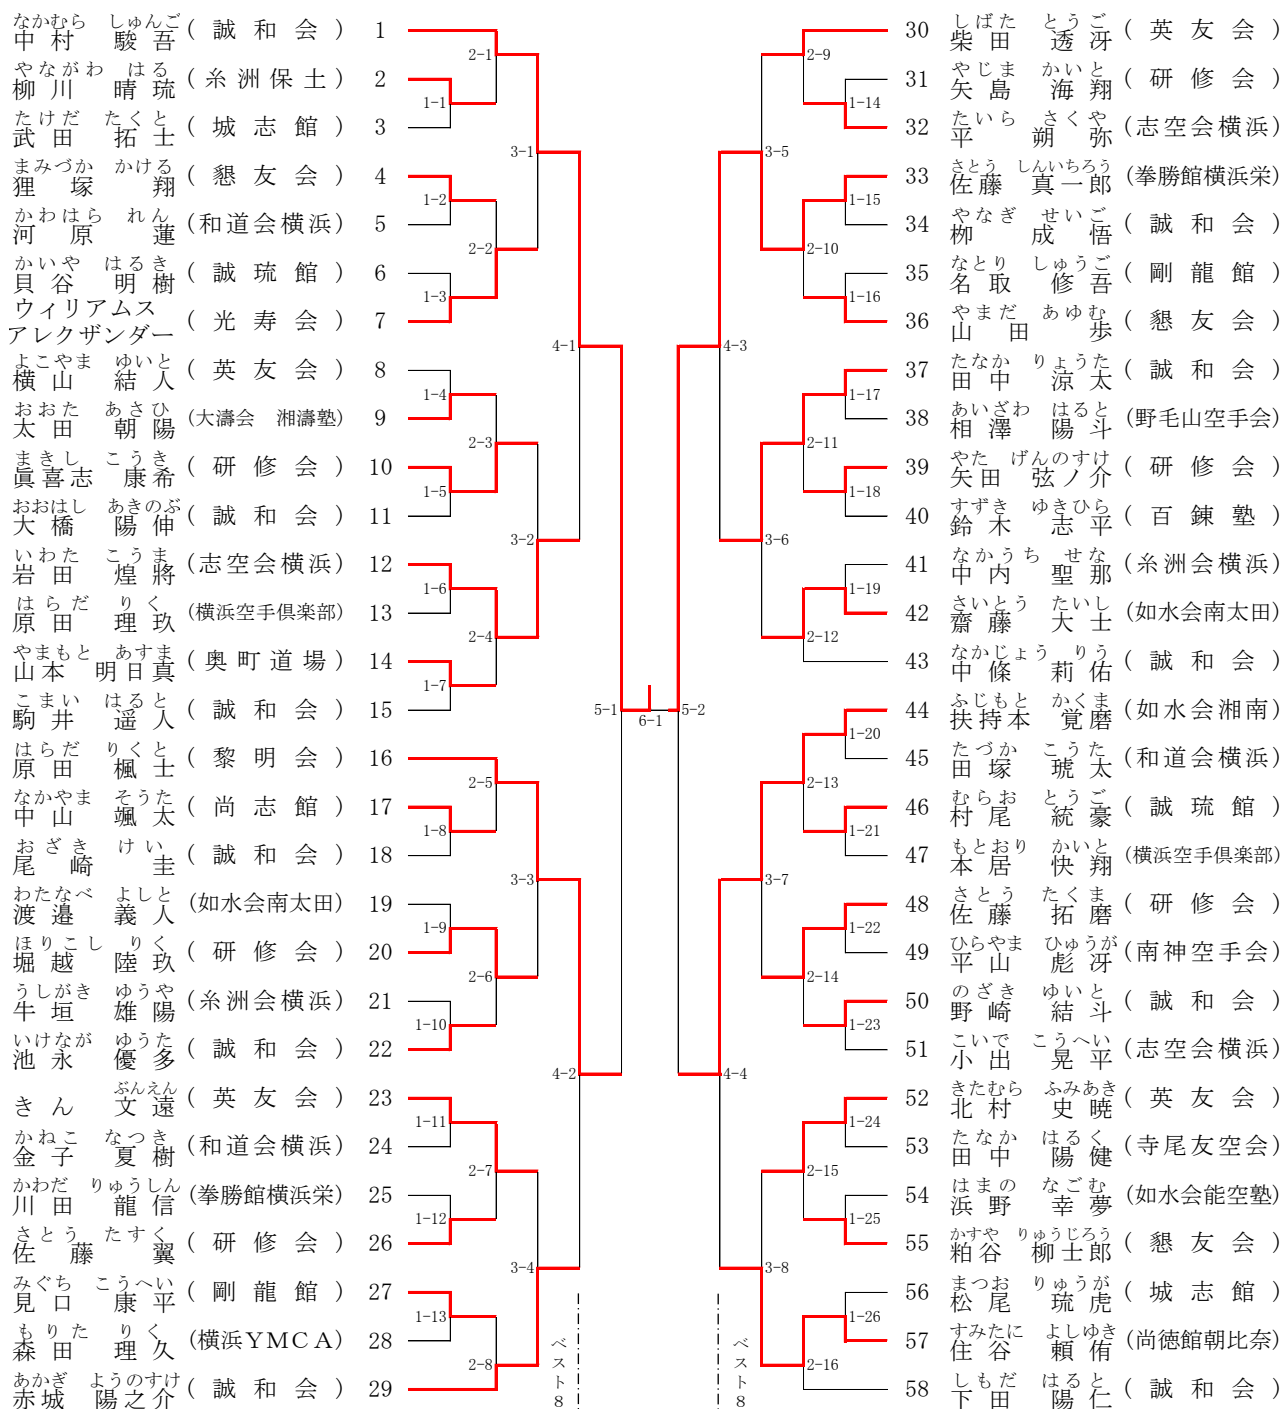 なかむら　しゅんご
中村　駿吾 (誠和会) 1
やながわ　はる
柳川　晴琉 (糸洲保土) 2
たけだ　たくと
武田　拓士 (城志館) 3
まみづか　かける
狸塚　翔 (懇友会) 4
かわはら　れん
河原　蓮 (和道会横浜) 5
かいや　はるき
貝谷　明樹 (誠琉館) 6
ウィリアムス
アレクザンダー (光寿会) 7
よこやま　ゆいと
横山　結人 (英友会) 8
おおた　あさひ
太田　朝陽 (大濤会　湘濤塾) 9
まきし　こうき
眞喜志　康希 (研修会) 10
おおはし　あきのぶ
大橋　陽伸 (誠和会) 11
いわた　こうま
岩田　煌将 (志空会横浜) 12
はらだ　りく
原田　理玖 (横浜空手倶楽部) 13
やまもと　あすま
山本　明日真 (奥町道場) 14
こまい　はると
駒井　遥人 (誠和会) 15
はらだ　りくと
原田　楓士 (黎明会) 16
なかやま　そうた
中山　颯太 (尚志館) 17
おざき　けい
尾崎　圭 (誠和会) 18
わたなべ　よしと
渡邉　義人 (如水会南太田) 19
ほりこし　りく
堀越　陸玖 (研修会) 20
うしがき　ゆうや
牛垣　雄陽 (糸洲会横浜) 21
いけなが　ゆうた
池永　優多 (誠和会) 22
ぶんえん
きん　文遠 (英友会) 23
かねこ　なつき
金子　夏樹 (和道会横浜) 24
かわだ　りゅうしん
川田　龍信 (拳勝館横浜栄) 25
さとう　たすく
佐藤　翼 (研修会) 26
みぐち　こうへい
見口　康平 (剛龍館) 27
もりた　りく
森田　理久 (横浜YMCA) 28
あかぎ　ようのすけ
赤城　陽之介 (誠和会) 29
2-1
1-1
3-1
1-2
2-2
1-3
4-1
1-4
2-3
1-5
3-2
1-6
2-4
1-7
5-1
6-1
5-2
2-5
1-8
3-3
1-9
2-6
1-10
4-2
1-11
2-7
1-12
3-4
1-13
2-8
ベスト8
ベスト8
2-9
1-14
3-5
1-15
2-10
1-16
4-3
1-17
2-11
1-18
3-6
1-19
2-12
1-20
2-13
1-21
3-7
1-22
2-14
1-23
4-4
1-24
2-15
1-25
3-8
1-26
2-16
しばた　とうご
30 柴田　透冴 (英友会)
やじま　かいと
31 矢島　海翔 (研修会)
たいら　さくや
32 平　朔弥 (志空会横浜)
さとう　しんいちろう
33 佐藤　真一郎 (拳勝館横浜栄)
やなぎ　せいご
34 栁　成悟 (誠和会)
なとり　しゅうご
35 名取　修吾 (剛龍館)
やまだ　あゆむ
36 山田　歩 (懇友会)
たなか　りょうた
37 田中　涼太 (誠和会)
あいざわ　はると
38 相澤　陽斗 (野毛山空手会)
やた　げんのすけ
39 矢田　弦ノ介 (研修会)
すずき　ゆきひら
40 鈴木　志平 (百錬塾)
なかうち　せな
41 中内　聖那 (糸洲会横浜)
さいとう　たいし
42 齋藤　大士 (如水会南太田)
なかじょう　りう
43 中條　莉佑 (誠和会)
ふじもと　かくま
44 扶持本　覚磨 (如水会湘南)
たづか　こうた
45 田塚　琥太 (和道会横浜)
むらお　とうご
46 村尾　統豪 (誠琉館)
もとおり　かいと
47 本居　快翔 (横浜空手倶楽部)
さとう　たくま
48 佐藤　拓磨 (研修会)
ひらやま　ひゅうが
49 平山　彪冴 (南神空手会)
のざき　ゆいと
50 野崎　結斗 (誠和会)
こいで　こうへい
51 小出　晃平 (志空会横浜)
きたむら　ふみあき
52 北村　史暁 (英友会)
たなか　はるく
53 田中　陽健 (寺尾友空会)
はまの　なごむ
54 浜野　幸夢 (如水会能空塾)
かすや　りゅうじろう
55 粕谷　柳士郎 (懇友会)
まつお　りゅうが
56 松尾　琉虎 (城志館)
すみたに　よしゆき
57 住谷　頼侑 (尚徳館朝比奈)
しもだ　はると
58 下田　陽仁 (誠和会)